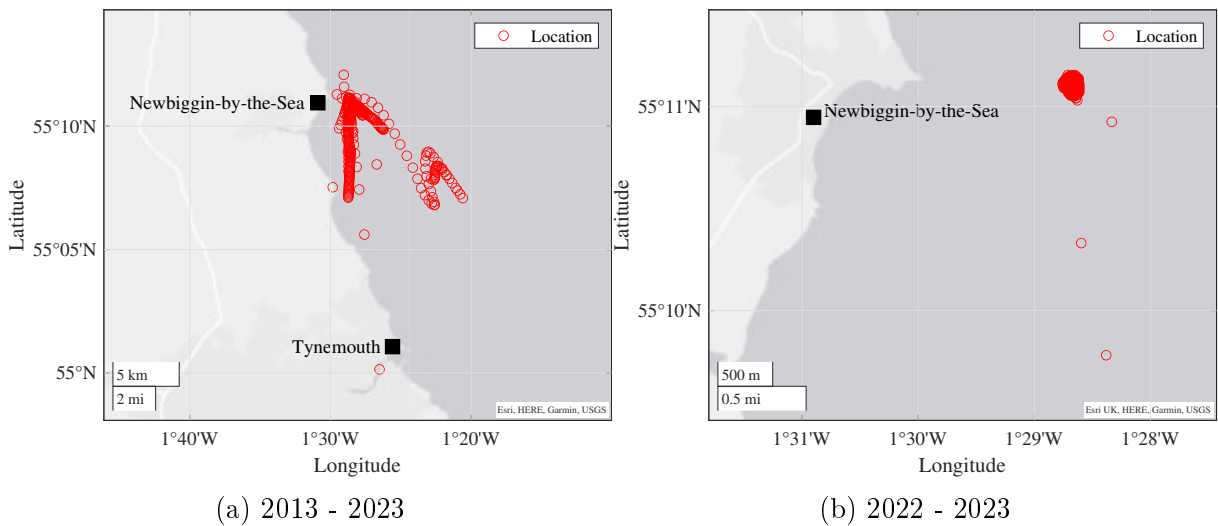 Location
Newbiggin-by-the-Sea
55°10'N
Latitude
55°05'N
Tynemouth
5 km
55°N
2 mi
Esri, HERE, Garmin, USGS
1°40'W 1°30'W 1°20'W
Longitude
(a) 2013 - 2023
Location
55°11'N
Newbiggin-by-the-Sea
Latitude
55°10'N
500 m
0.5 mi
Esri UK, HERE, Garmin, USGS
1°31'W 1°30'W 1°29'W 1°28'W
Longitude
(b) 2022 - 2023